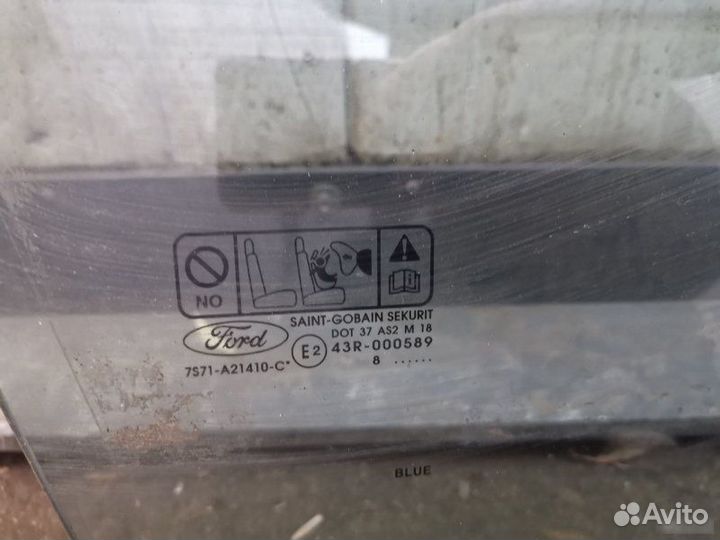 NO
SAINT-GOBAIN SEKURIT
Ford
DOT 37 AS2 M 18
E2
43R-000589
7S71-A21410-C*
8 ......
BLUE
Avito